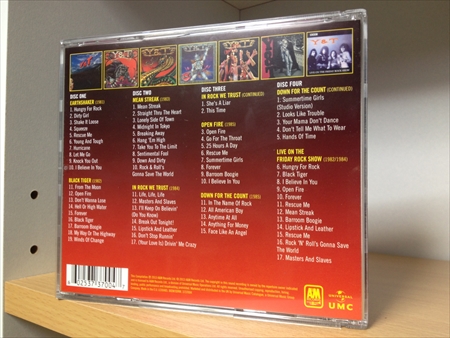 Y&T
Y&T
Y&T
DISC ONE
EARTHSHAKER (1981)
1. Hungry For Rock
2. Dirty Girl
3. Shake It Loose
4. Squeeze
5. Rescue Me
6. Young And Tough
7. Hurricane
8. Let Me Go
9. Knock You Out
10. I Believe In You
BLACK TIGER (1982)
11. From The Moon
12. Open Fire
13. Don't Wanna Lose
14. Hell Or High Water
15. Forever
16. Black Tiger
17. Barroom Boogie
18. My Way Or The Highway
19. Winds Of Change
DISC TWO
MEAN STREAK (1983)
1. Mean Streak
2. Straight Thru The Heart
3. Lonely Side Of Town
4. Midnight In Tokyo
5. Breaking Away
6. Hang 'Em High
7. Take You To The Limit
8. Sentimental Fool
9. Down And Dirty
10. Rock & Roll's
Gonna Save The World
IN ROCK WE TRUST (1984)
11. Life, Life, Life
12. Masters And Slaves
13. I'll Keep On Believin'
(Do You Know)
14. Break Out Tonight!
15. Lipstick And Leather
16. Don't Stop Runnin'
17. (Your Love Is) Drivin' Me Crazy
DISC THREE
IN ROCK WE TRUST (CONTINUED)
1. She's A Liar
2. This Time
OPEN FIRE (1985)
3. Open Fire
4. Go For The Throat
5. 25 Hours A Day
6. Rescue Me
7. Summertime Girls
8. Forever
9. Barroom Boogie
10. I Believe In You
DOWN FOR THE COUNT (1985)
11. In The Name Of Rock
12. All American Boy
13. Anytime At All
14. Anything For Money
15. Face Like An Angel
DISC FOUR
DOWN FOR THE COUNT
(CONTINUED)
1. Summertime Girls
(Studio Version)
2. Looks Like Trouble
3. Your Mama Don't Dance
4. Don't Tell Me What To Wear
5. Hands Of Time
LIVE ON THE
FRIDAY ROCK SHOW (1982/1984)
6. Hungry For Rock
7. Black Tiger
8. I Believe In You
9. Open Fire
10. Forever
11. Rescue Me
12. Mean Streak
13. Barroom Boogie
14. Lipstick And Leather
15. Rescue Me
16. Rock 'N' Roll's Gonna Save
The World
17. Masters And Slaves
A&M
RECORDS
UNIVERSAL
UMC